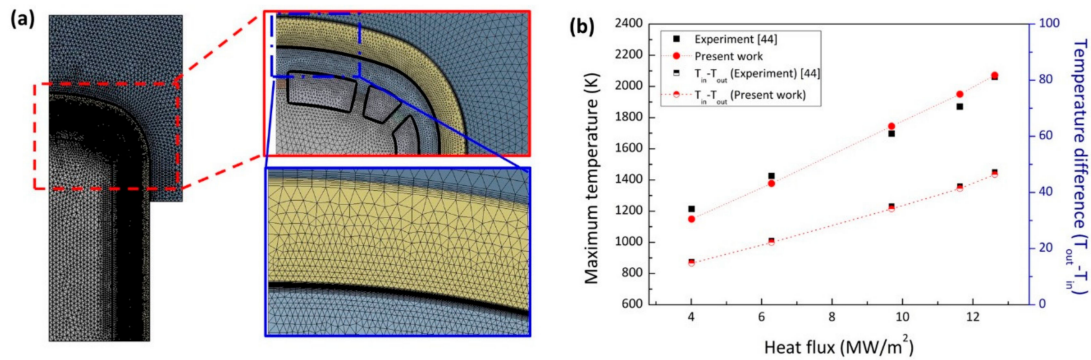 (a)
(b)
Maximum temperature (K)
2400
2200
2000
1800
1600
1400
1200
1000
800
600
Experiment [44]
Present work
T_in-T_out (Experiment) [44]
T_in-T_out (Present work)
100
80
60
40
20
0
Temperature difference (T_out-T_in)
4 6 8 10 12
Heat flux (MW/m²)